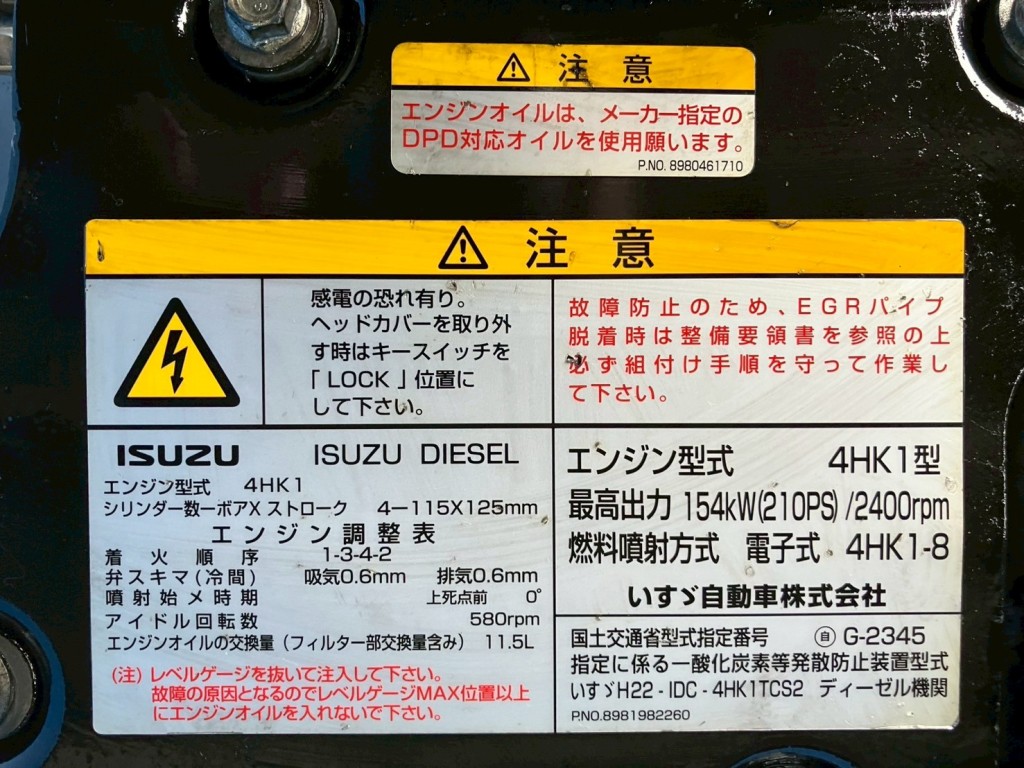 注意
エンジンオイルは、メーカー指定の
DPD対応オイルを使用願います。
P.NO. 8980461710
注意
感電の恐れ有り。
ヘッドカバーを取り外
す時はキースイッチを
「LOCK」位置に
して下さい。
故障防止のため、EGRパイプ
脱着時は整備要領書を参照の上
必ず組付け手順を守って作業し
て下さい。
ISUZU ISUZU DIESEL
エンジン型式 4HK1
シリンダー数ーボアX ストローク 4ー115X125mm
エンジン調整表
着火順序 1-3-4-2
弁スキマ(冷間) 吸気0.6mm 排気0.6mm
噴射始メ時期 上死点前 0°
アイドル回転数 580rpm
エンジンオイルの交換量(フィルター部交換量含み) 11.5L
(注)レベルゲージを抜いて注入して下さい。
故障の原因となるのでレベルゲージMAX位置以上
にエンジンオイルを入れないで下さい。
エンジン型式 4HK1型
最高出力 154kW(210PS)/2400rpm
燃料噴射方式 電子式 4HK1-8
いすゞ自動車株式会社
国土交通省型式指定番号 ㊀自 G-2345
指定に係る一酸化炭素等発散防止装置型式
いすゞH22-IDC-4HK1TCS2 ディーゼル機関
P.NO.8981982260